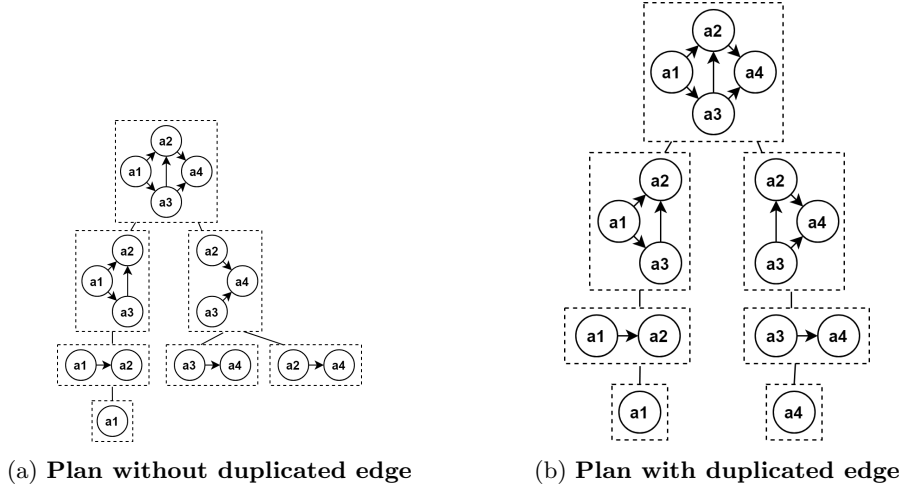 a2
a1
a4
a3
a2
a1
a3
a2
a4
a3
a1 a2
a3 a4
a2 a4
a1
(a) Plan without duplicated edge
a2
a1
a4
a3
a2
a1
a3
a2
a4
a3
a1 a2
a3 a4
a1
a4
(b) Plan with duplicated edge